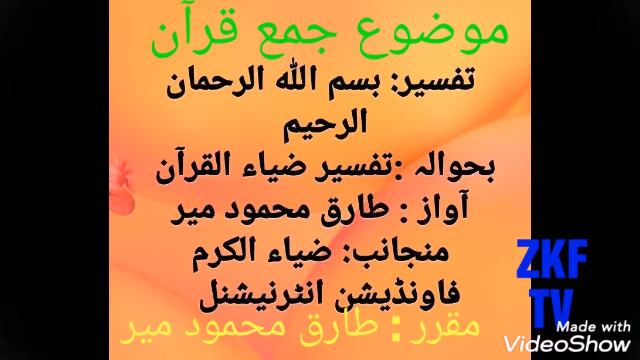 موضوع جمع قرآن
تفسیر: بسم الله الرحمان
الرحیم
بحوالہ :تفسیر ضیاء القرآن
آواز : طارق محمود میر
منجانب: ضیاء الکرم
فاونڈیشن انٹرنیشنل
مقرر : طارق محمود میر
ZKF
TV
Made with
VideoShow